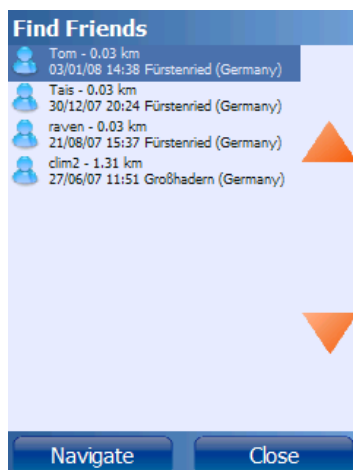 Find Friends
Tom - 0.03 km
03/01/08 14:38 Fürstenried (Germany)
Tais - 0.03 km
30/12/07 20:24 Fürstenried (Germany)
raven - 0.03 km
21/08/07 15:37 Fürstenried (Germany)
clim2 - 1.31 km
27/06/07 11:51 Großhadern (Germany)
Navigate
Close